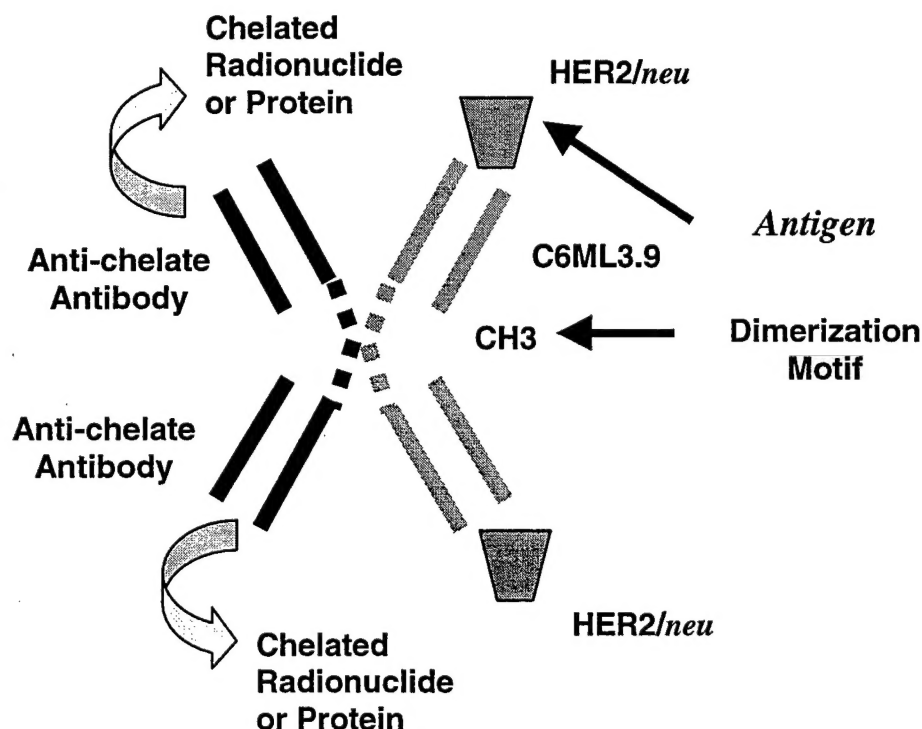 Chelated
Radionuclide
or Protein
HER2/neu
Antigen
Anti-chelate
Antibody
C6ML3.9
CH3
Dimerization
Motif
Anti-chelate
Antibody
HER2/neu
Chelated
Radionuclide
or Protein